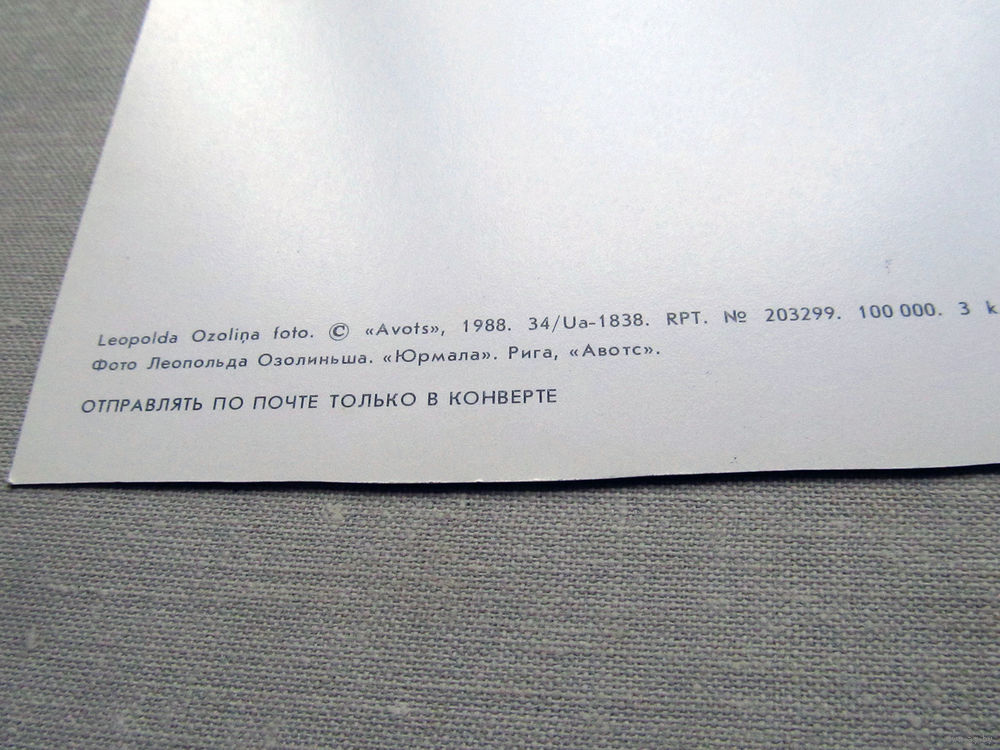 Leopolda Ozoliņa foto. © «Avots», 1988. 34/Ua-1838. RPT. № 203299. 100 000. 3 k
Фото Леопольда Озолиньша. «Юрмала». Рига, «Авотс».
ОТПРАВЛЯТЬ ПО ПОЧТЕ ТОЛЬКО В КОНВЕРТЕ